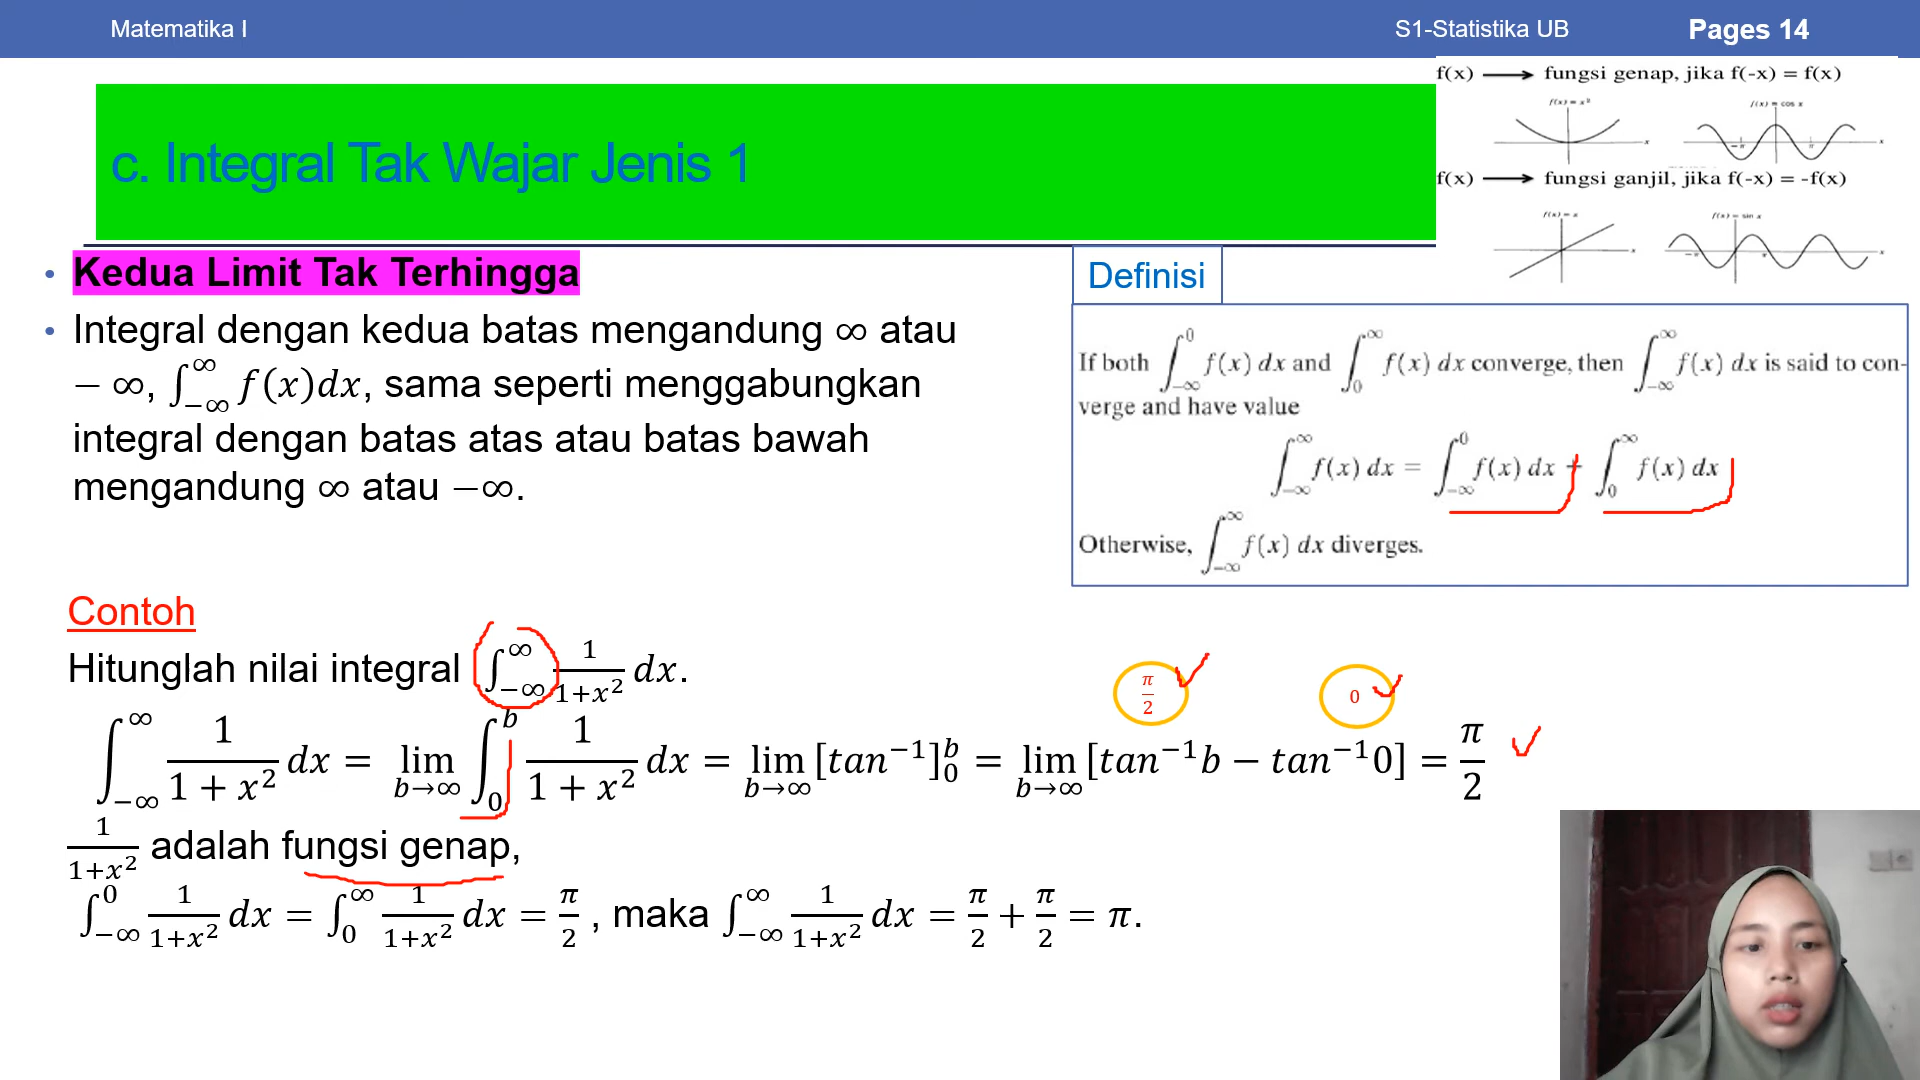 Matematika I
S1-Statistika UB
Pages 14
c. Integral Tak Wajar Jenis 1
f(x) ⟶ fungsi genap, jika f(-x) = f(x)
f(x) = x²
f(x) = cos x
f(x) ⟶ fungsi ganjil, jika f(-x) = -f(x)
f(x) = x
f(x) = sin x
• Kedua Limit Tak Terhingga
• Integral dengan kedua batas mengandung ∞ atau
− ∞, ∫_{−∞}^{∞} f(x)dx, sama seperti menggabungkan
integral dengan batas atas atau batas bawah
mengandung ∞ atau −∞.
Definisi
If both ∫_{−∞}^{0} f(x) dx and ∫_{0}^{∞} f(x) dx converge, then ∫_{−∞}^{∞} f(x) dx is said to con-
verge and have value
∫_{−∞}^{∞} f(x) dx = ∫_{−∞}^{0} f(x) dx + ∫_{0}^{∞} f(x) dx
Otherwise, ∫_{−∞}^{∞} f(x) dx diverges.
Contoh
Hitunglah nilai integral ∫_{−∞}^{∞} 1/(1+x²) dx.
π/2
0
∫_{−∞}^{∞} 1/(1 + x²) dx = lim_{b→∞} ∫_{0}^{b} 1/(1 + x²) dx = lim_{b→∞} [tan⁻¹]_{0}^{b} = lim_{b→∞} [tan⁻¹b − tan⁻¹0] = π/2
1/(1+x²) adalah fungsi genap,
∫_{−∞}^{0} 1/(1+x²) dx = ∫_{0}^{∞} 1/(1+x²) dx = π/2 , maka ∫_{−∞}^{∞} 1/(1+x²) dx = π/2 + π/2 = π.